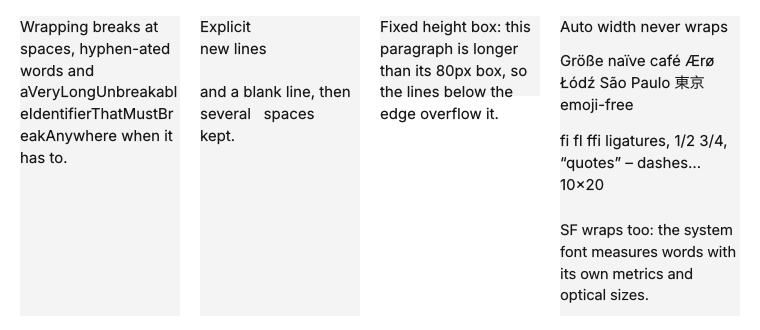 Wrapping breaks at
spaces, hyphen-ated
words and
aVeryLongUnbreakabl
eIdentifierThatMustBr
eakAnywhere when it
has to.
Explicit
new lines

and a blank line, then
several   spaces
kept.
Fixed height box: this
paragraph is longer
than its 80px box, so
the lines below the
edge overflow it.
Auto width never wraps
Größe naïve café Ærø
Łódź São Paulo 東京
emoji-free
fi fl ffi ligatures, 1/2 3/4,
“quotes” – dashes…
10×20
SF wraps too: the system
font measures words with
its own metrics and
optical sizes.